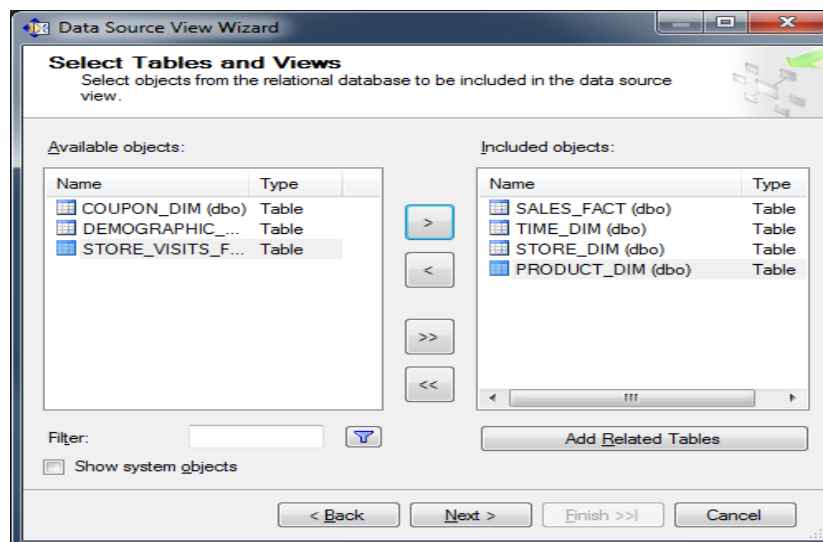 Data Source View Wizard
Select Tables and Views
Select objects from the relational database to be included in the data source
view.
Available objects:
Name Type
COUPON_DIM (dbo) Table
DEMOGRAPHIC_... Table
STORE_VISITS_F... Table
>
<
>>
<<
Included objects:
Name Type
SALES_FACT (dbo) Table
TIME_DIM (dbo) Table
STORE_DIM (dbo) Table
PRODUCT_DIM (dbo) Table
Filter:
Add Related Tables
Show system objects
< Back Next > Finish >>| Cancel